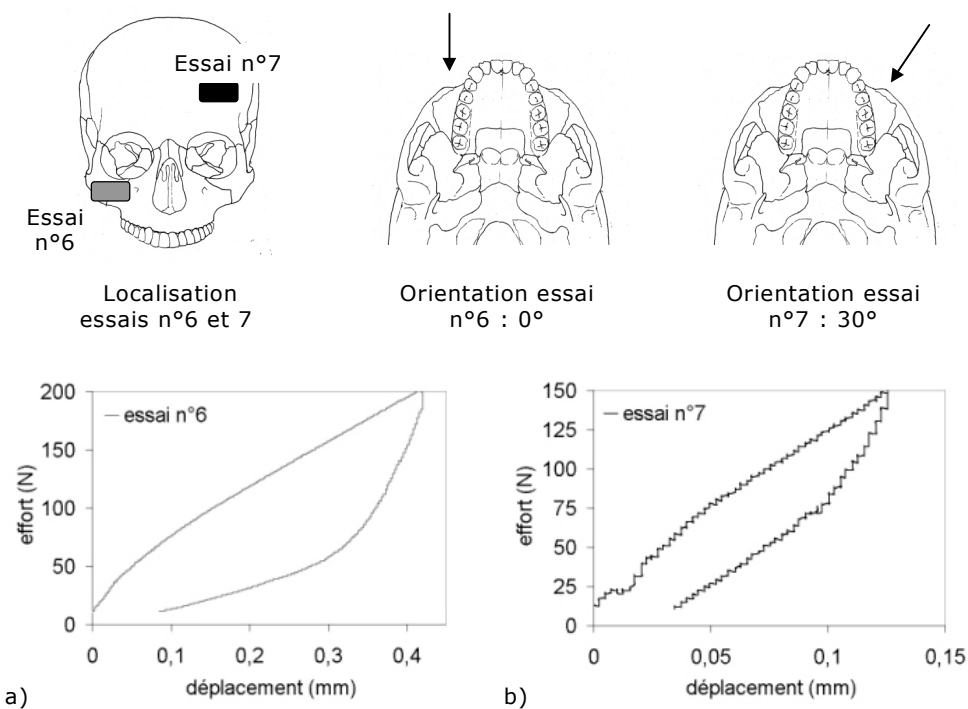 Essai n°7
Essai
n°6
Localisation
essais n°6 et 7
Orientation essai
n°6 : 0°
Orientation essai
n°7 : 30°
200
150
100
50
0
effort (N)
essai n°6
0
0,1
0,2
0,3
0,4
déplacement (mm)
a)
150
125
100
75
50
25
0
effort (N)
essai n°7
0
0,05
0,1
0,15
déplacement (mm)
b)